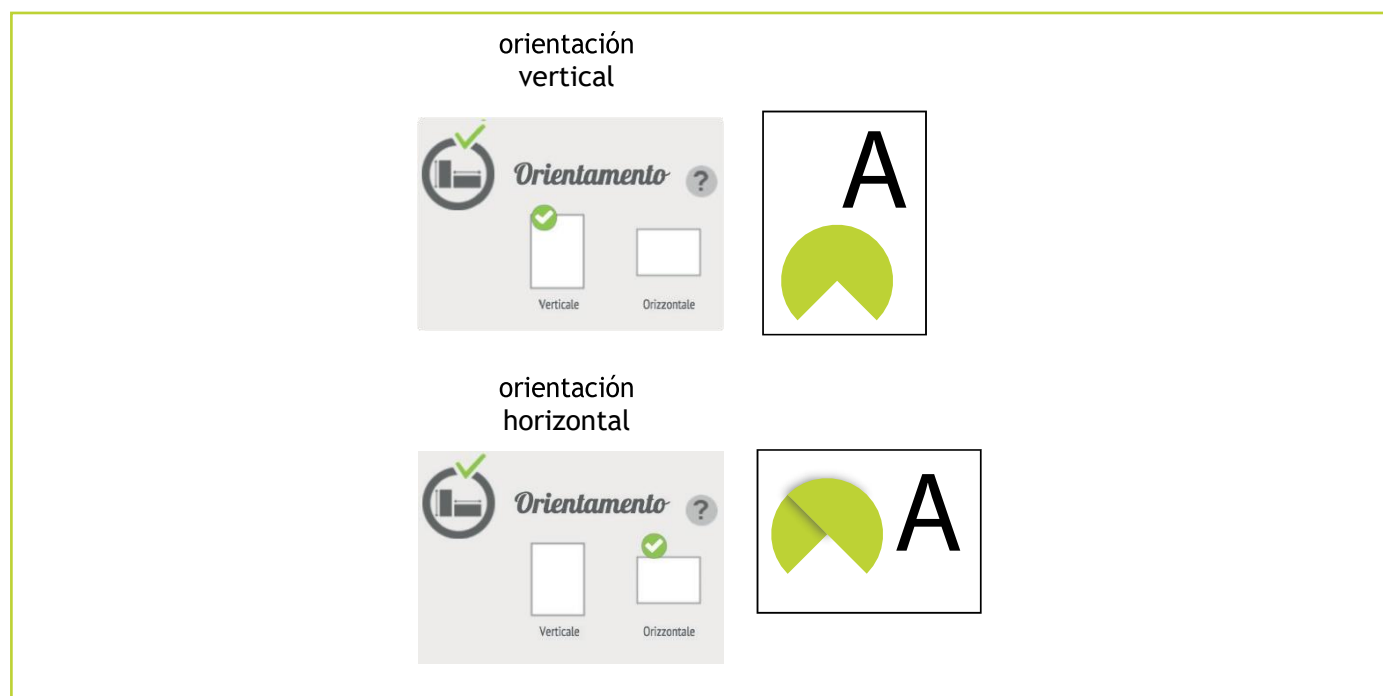 orientación
vertical
Orientamento ?
Verticale Orizzontale
A
orientación
horizontal
Orientamento ?
Verticale Orizzontale
A